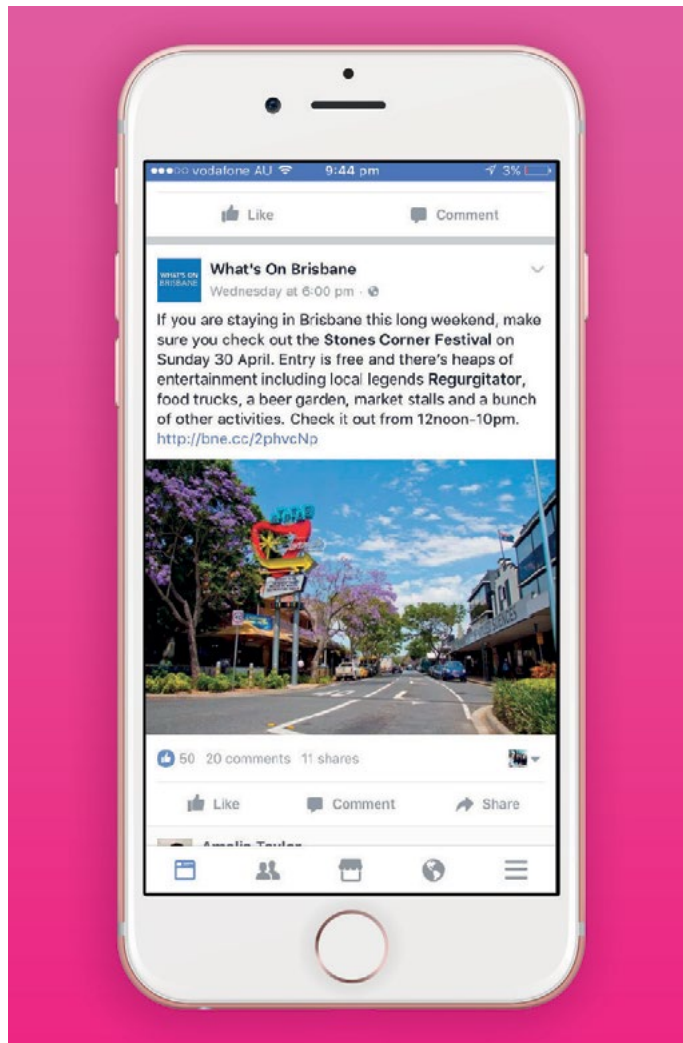 vodafone AU 9:44 pm 3%
Like Comment
WHAT'S ON
BRISBANE
What's On Brisbane
Wednesday at 6:00 pm ·
If you are staying in Brisbane this long weekend, make
sure you check out the Stones Corner Festival on
Sunday 30 April. Entry is free and there's heaps of
entertainment including local legends Regurgitator,
food trucks, a beer garden, market stalls and a bunch
of other activities. Check it out from 12noon-10pm.
http://bne.cc/2phvcNp
SCIENCES
50 20 comments 11 shares
Like Comment Share
Amelia Taylor